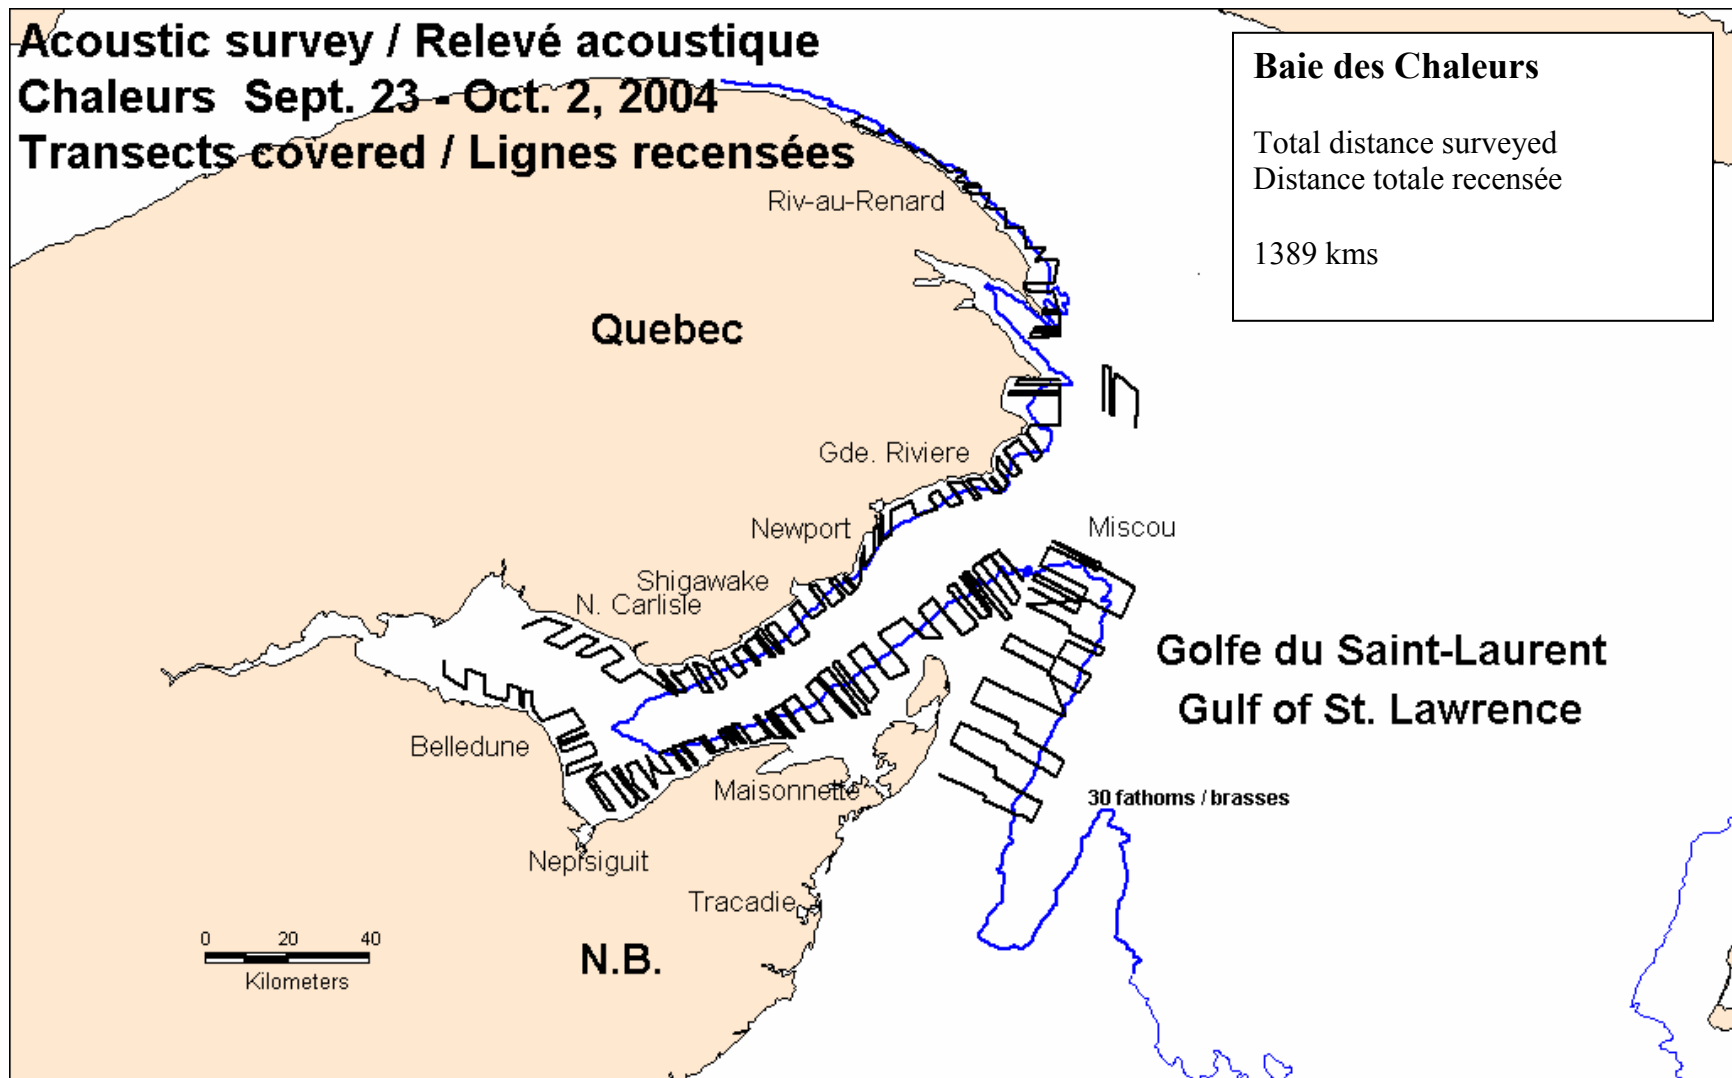 Acoustic survey / Relevé acoustique
Chaleurs Sept. 23 - Oct. 2, 2004
Transects covered / Lignes recensées
Baie des Chaleurs
Total distance surveyed
Distance totale recensée
1389 kms
Riv-au-Renard
Quebec
Gde. Riviere
Newport
Miscou
Shigawake
N. Carlisle
Golfe du Saint-Laurent
Gulf of St. Lawrence
Belledune
Maisonnette
30 fathoms / brasses
Nepisiguit
Tracadie
N.B.
0 20 40
Kilometers